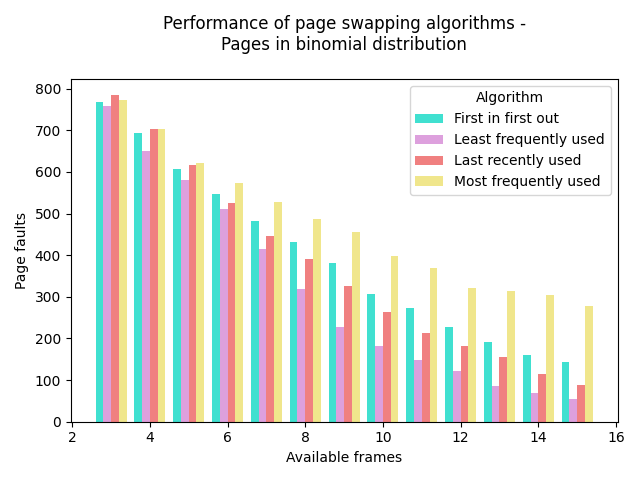 Performance of page swapping algorithms -
Pages in binomial distribution
Algorithm
First in first out
Least frequently used
Last recently used
Most frequently used
Page faults
800
700
600
500
400
300
200
100
0
2 4 6 8 10 12 14 16
Available frames